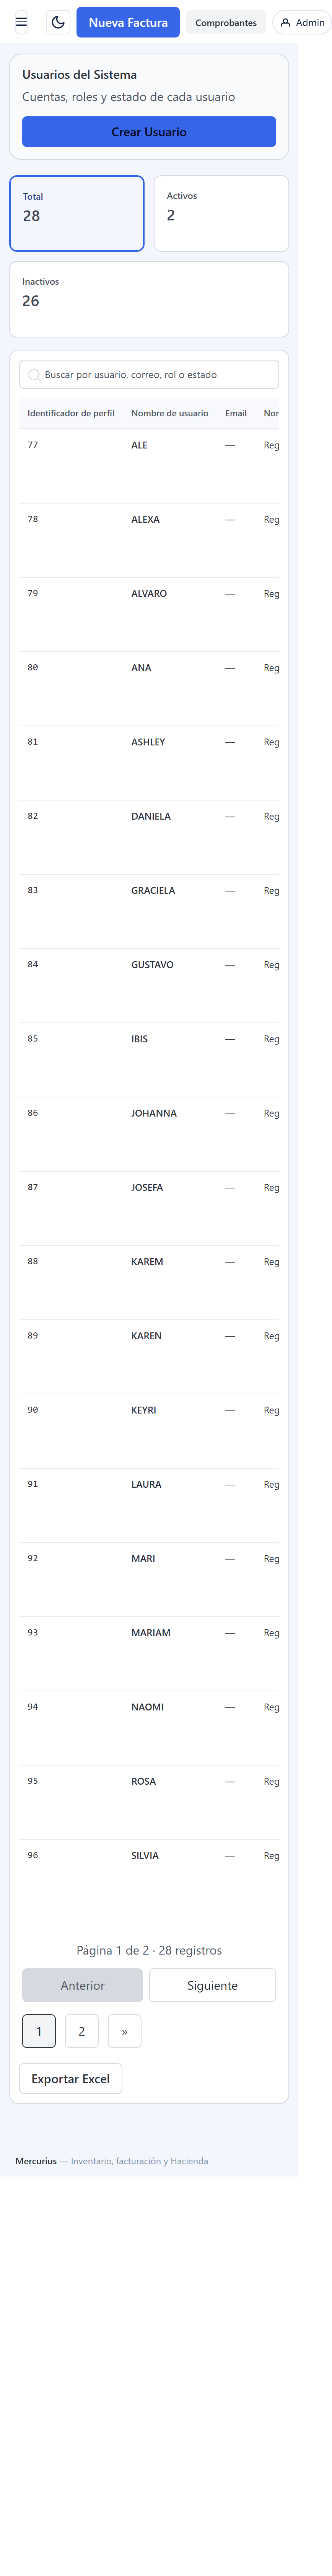 Nueva Factura Comprobantes Admin
Usuarios del Sistema
Cuentas, roles y estado de cada usuario
Crear Usuario
Total
28
Activos
2
Inactivos
26
Buscar por usuario, correo, rol o estado
Identificador de perfil Nombre de usuario Email Nor
77 ALE — Reg
78 ALEXA — Reg
79 ALVARO — Reg
80 ANA — Reg
81 ASHLEY — Reg
82 DANIELA — Reg
83 GRACIELA — Reg
84 GUSTAVO — Reg
85 IBIS — Reg
86 JOHANNA — Reg
87 JOSEFA — Reg
88 KAREM — Reg
89 KAREN — Reg
90 KEYRI — Reg
91 LAURA — Reg
92 MARI — Reg
93 MARIAM — Reg
94 NAOMI — Reg
95 ROSA — Reg
96 SILVIA — Reg
Página 1 de 2 · 28 registros
Anterior Siguiente
1 2 »
Exportar Excel
Mercurius — Inventario, facturación y Hacienda